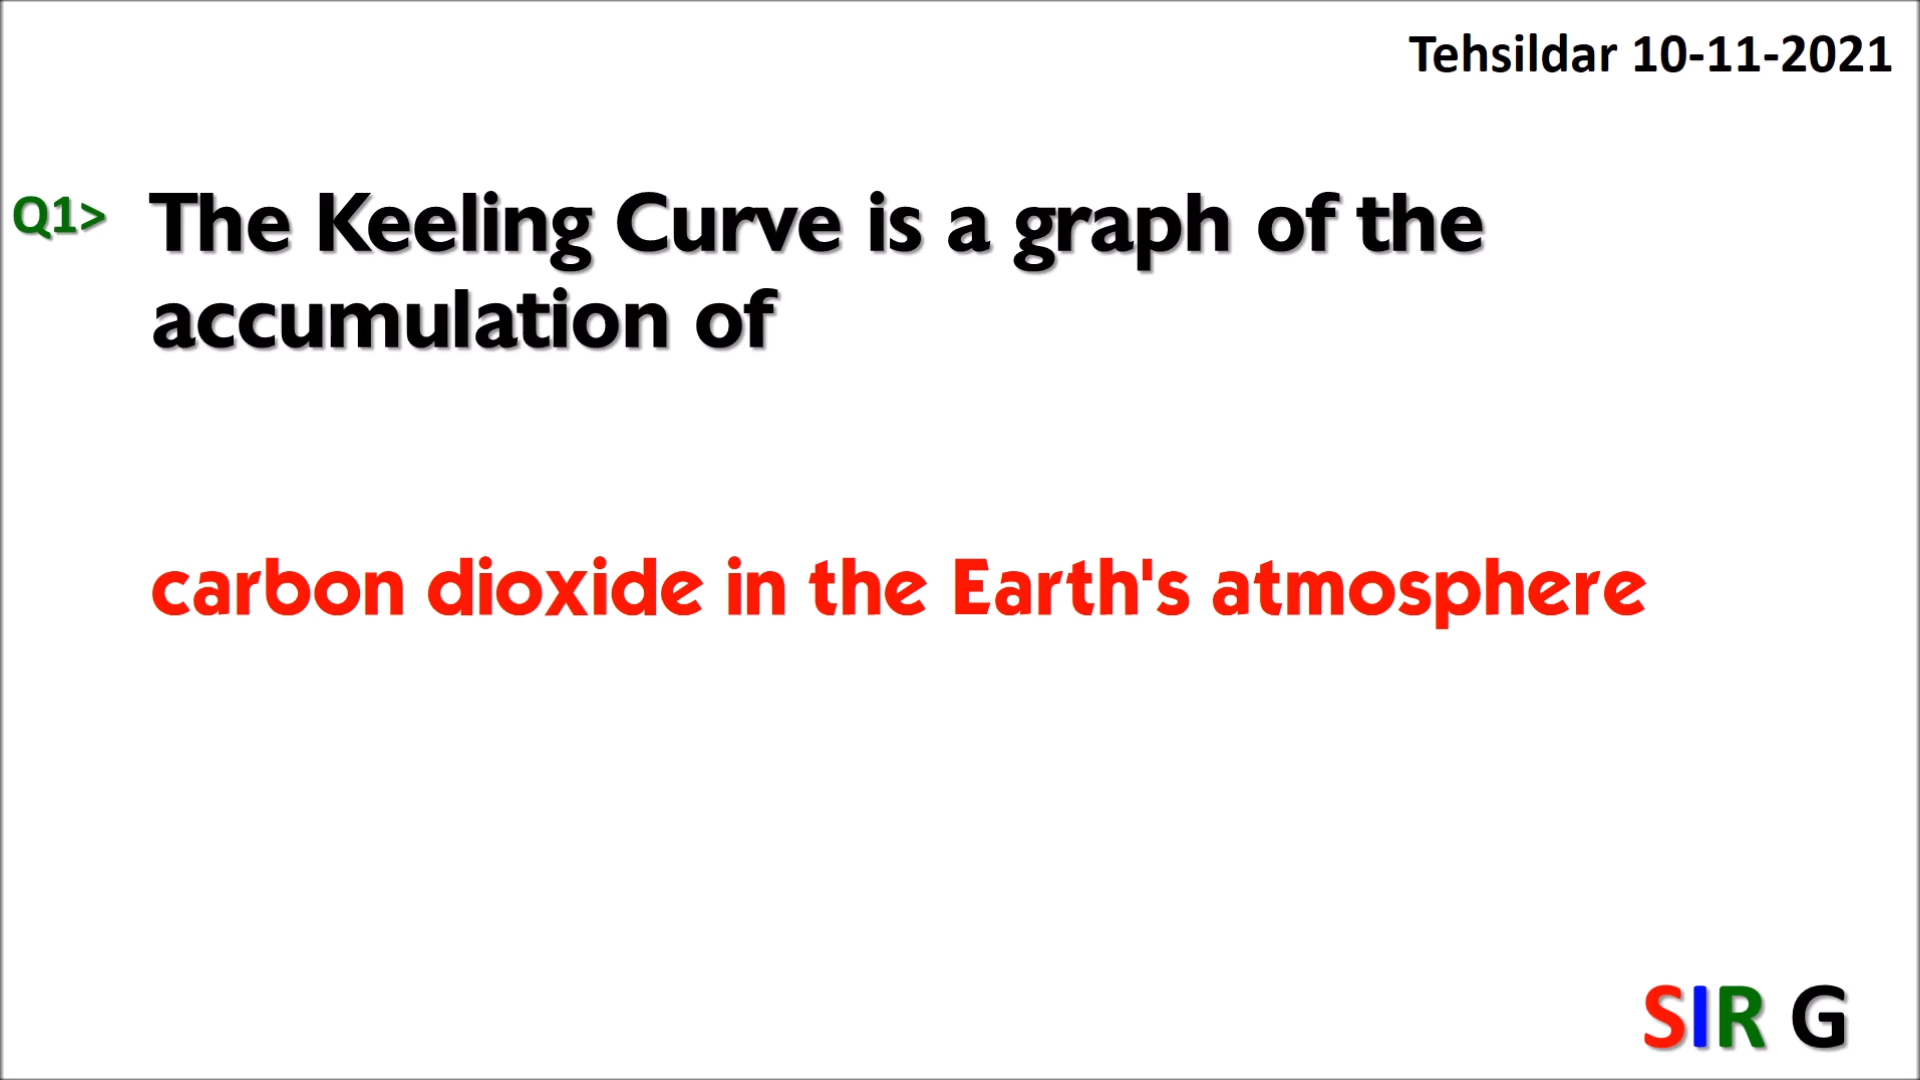 Tehsildar 10-11-2021
Q1> The Keeling Curve is a graph of the
accumulation of
carbon dioxide in the Earth's atmosphere
SIR G